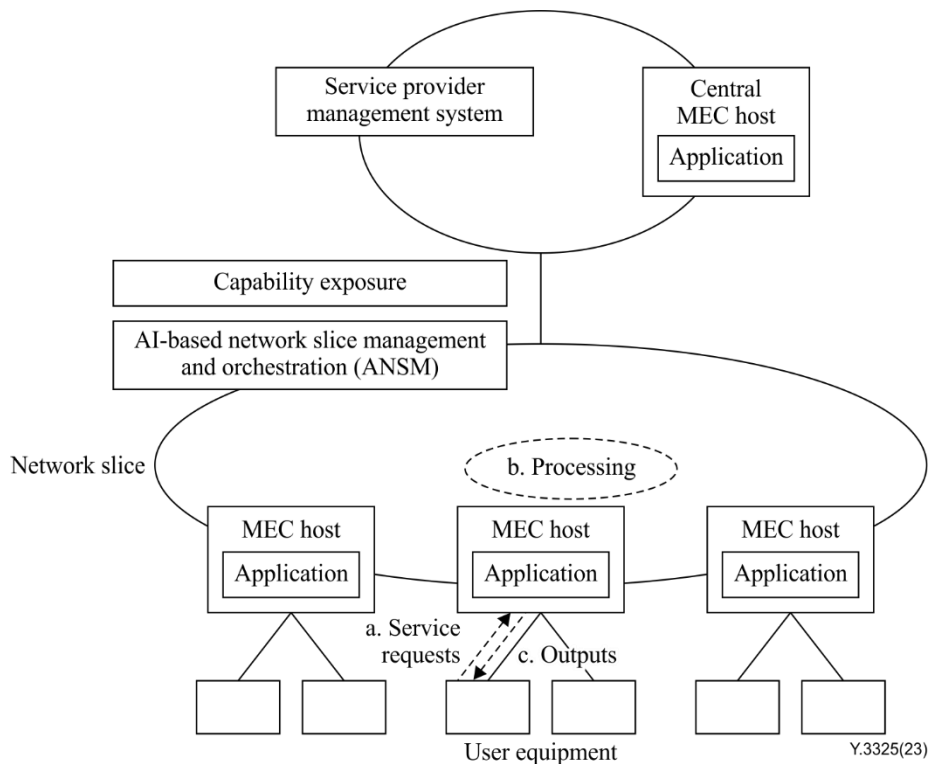 Service provider
management system
Central
MEC host
Application
Capability exposure
AI-based network slice management
and orchestration (ANSM)
Network slice
b. Processing
MEC host
Application
MEC host
Application
MEC host
Application
a. Service
requests
c. Outputs
User equipment
Y.3325(23)